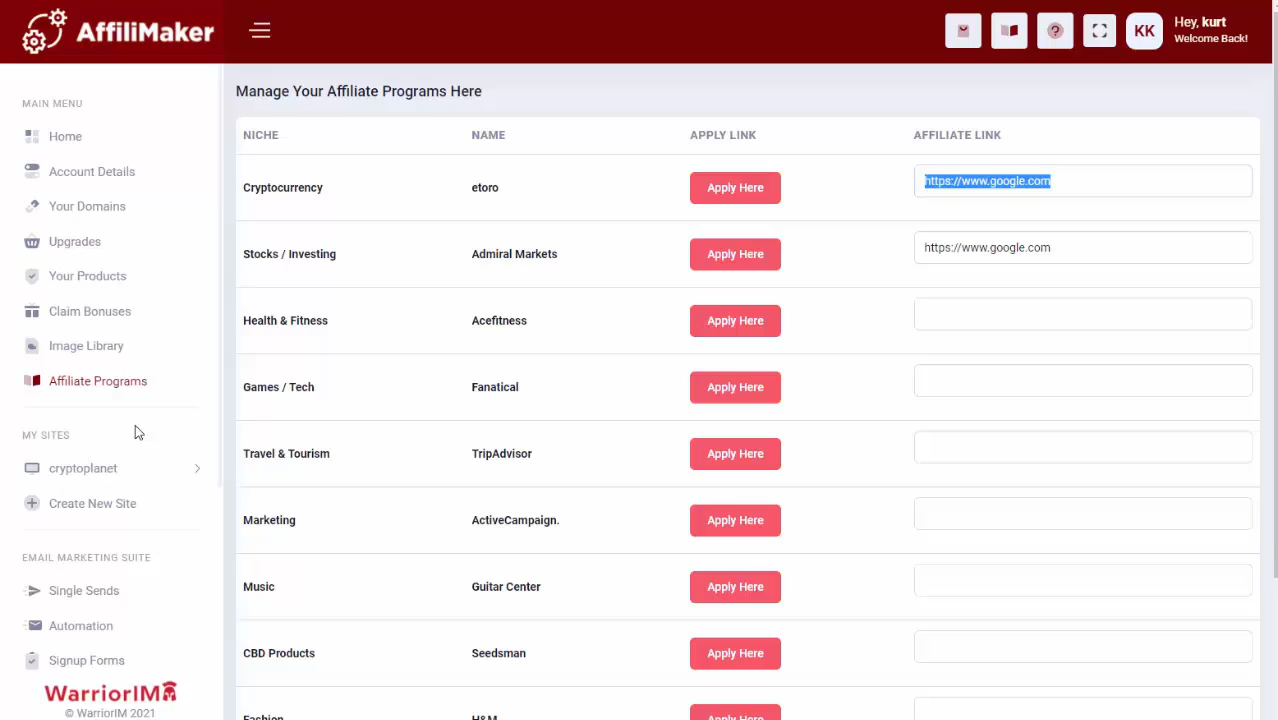 AffiliMaker
KK
Hey, kurt
Welcome Back!
MAIN MENU
Home
Account Details
Your Domains
Upgrades
Your Products
Claim Bonuses
Image Library
Affiliate Programs
MY SITES
cryptoplanet
Create New Site
EMAIL MARKETING SUITE
Single Sends
Automation
Signup Forms
WarriorIM
© WarriorIM 2021
Manage Your Affiliate Programs Here
NICHE NAME APPLY LINK AFFILIATE LINK
Cryptocurrency etoro Apply Here https://www.google.com
Stocks / Investing Admiral Markets Apply Here https://www.google.com
Health & Fitness Acefitness Apply Here
Games / Tech Fanatical Apply Here
Travel & Tourism TripAdvisor Apply Here
Marketing ActiveCampaign. Apply Here
Music Guitar Center Apply Here
CBD Products Seedsman Apply Here
Fashion H&M Apply Here